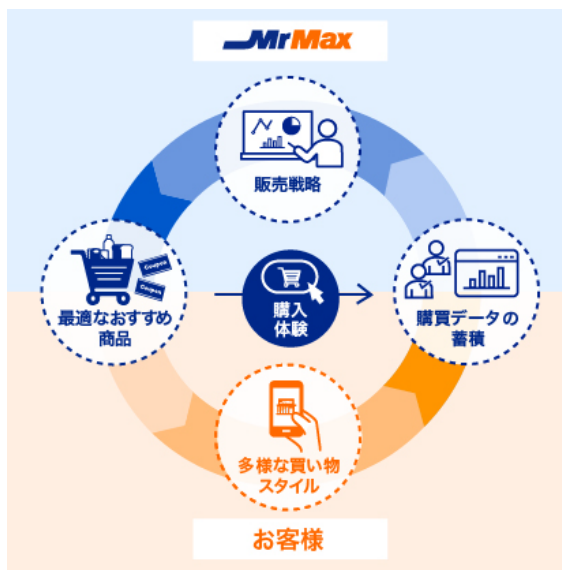 MrMax
販売戦略
Coupon
Coupon
最適なおすすめ
商品
購入
体験
購買データの
蓄積
多様な買い物
スタイル
お客様